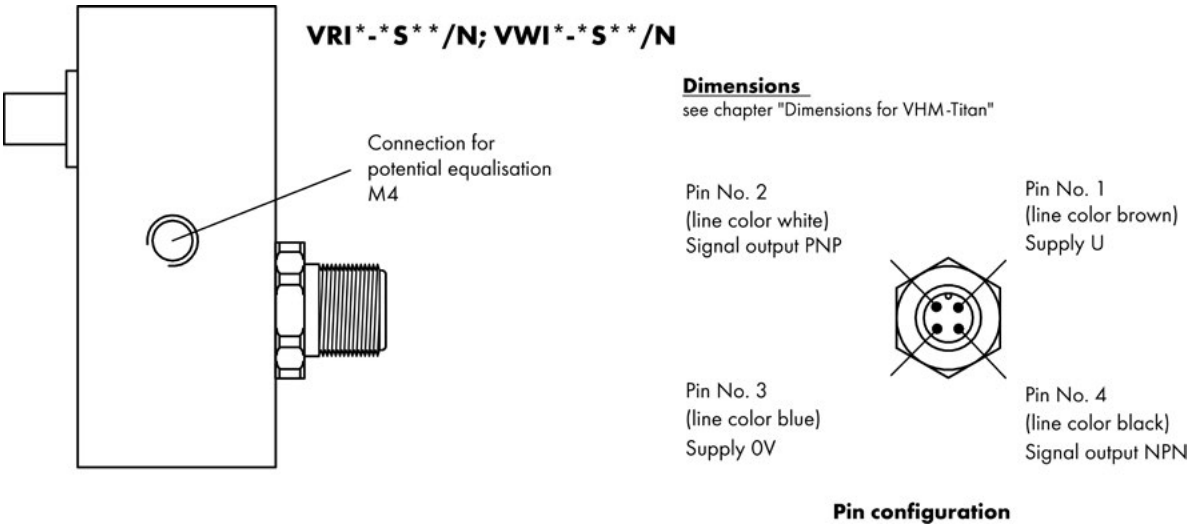 VRI*-*S**/N; VWI*-*S**/N
Dimensions
see chapter "Dimensions for VHM-Titan"
Connection for
potential equalisation
M4
Pin No. 2
(line color white)
Signal output PNP
Pin No. 1
(line color brown)
Supply U
Pin No. 3
(line color blue)
Supply 0V
Pin No. 4
(line color black)
Signal output NPN
Pin configuration